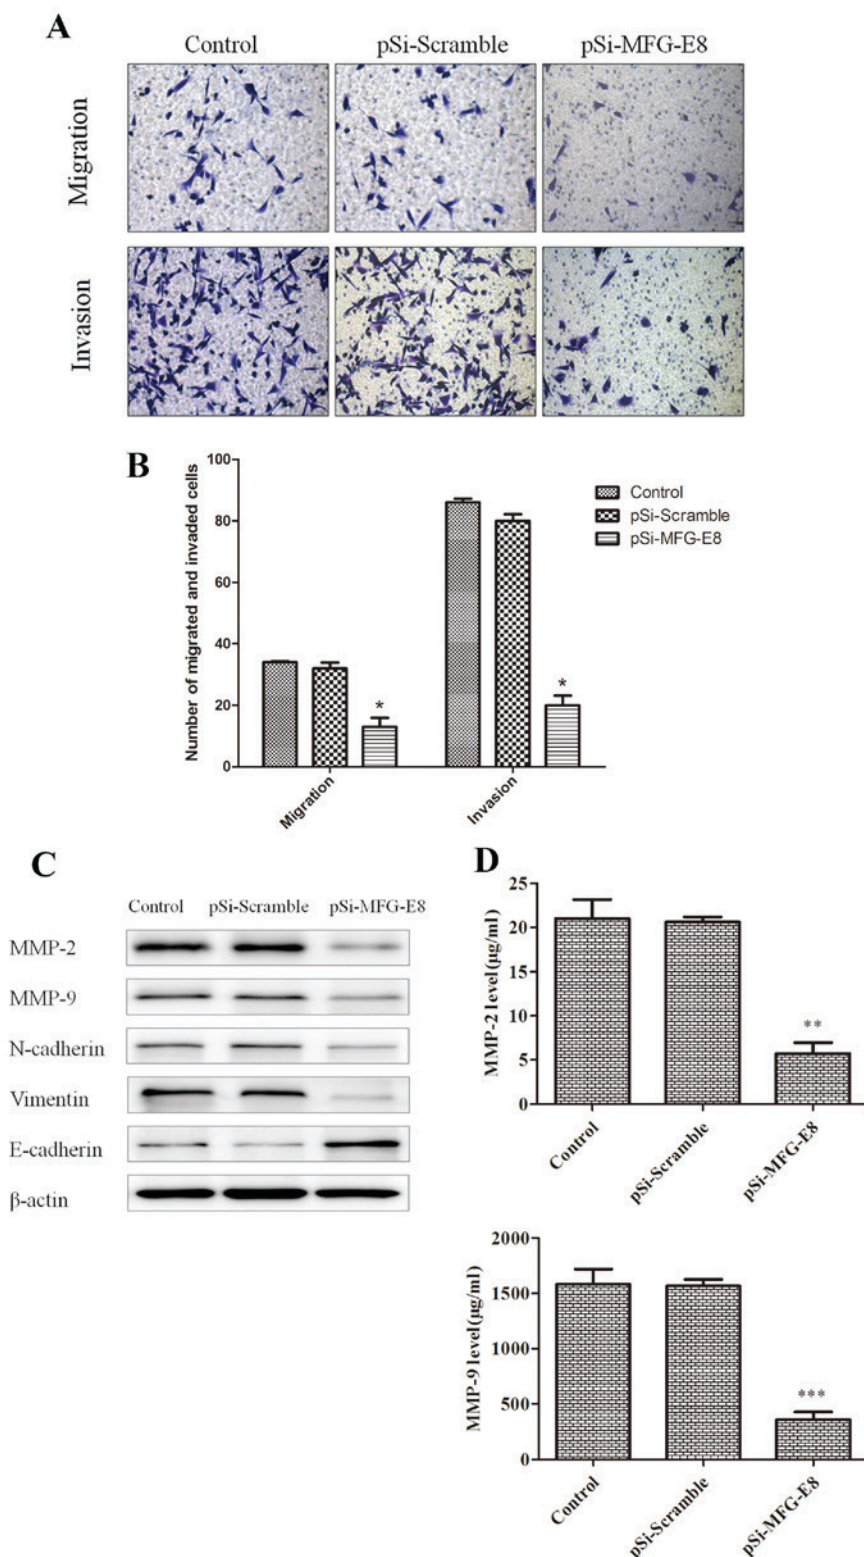 A
Control pSi-Scramble pSi-MFG-E8
Migration
Invasion
B
Number of migrated and invaded cells
100
80
60
40
20
0
Control
pSi-Scramble
pSi-MFG-E8
*
*
Migration
Invasion
C
Control pSi-Scramble pSi-MFG-E8
MMP-2
MMP-9
N-cadherin
Vimentin
E-cadherin
β-actin
D
MMP-2 level(μg/ml)
25
20
15
10
5
0
**
Control
pSi-Scramble
pSi-MFG-E8
MMP-9 level(μg/ml)
2000
1500
1000
500
0
***
Control
pSi-Scramble
pSi-MFG-E8